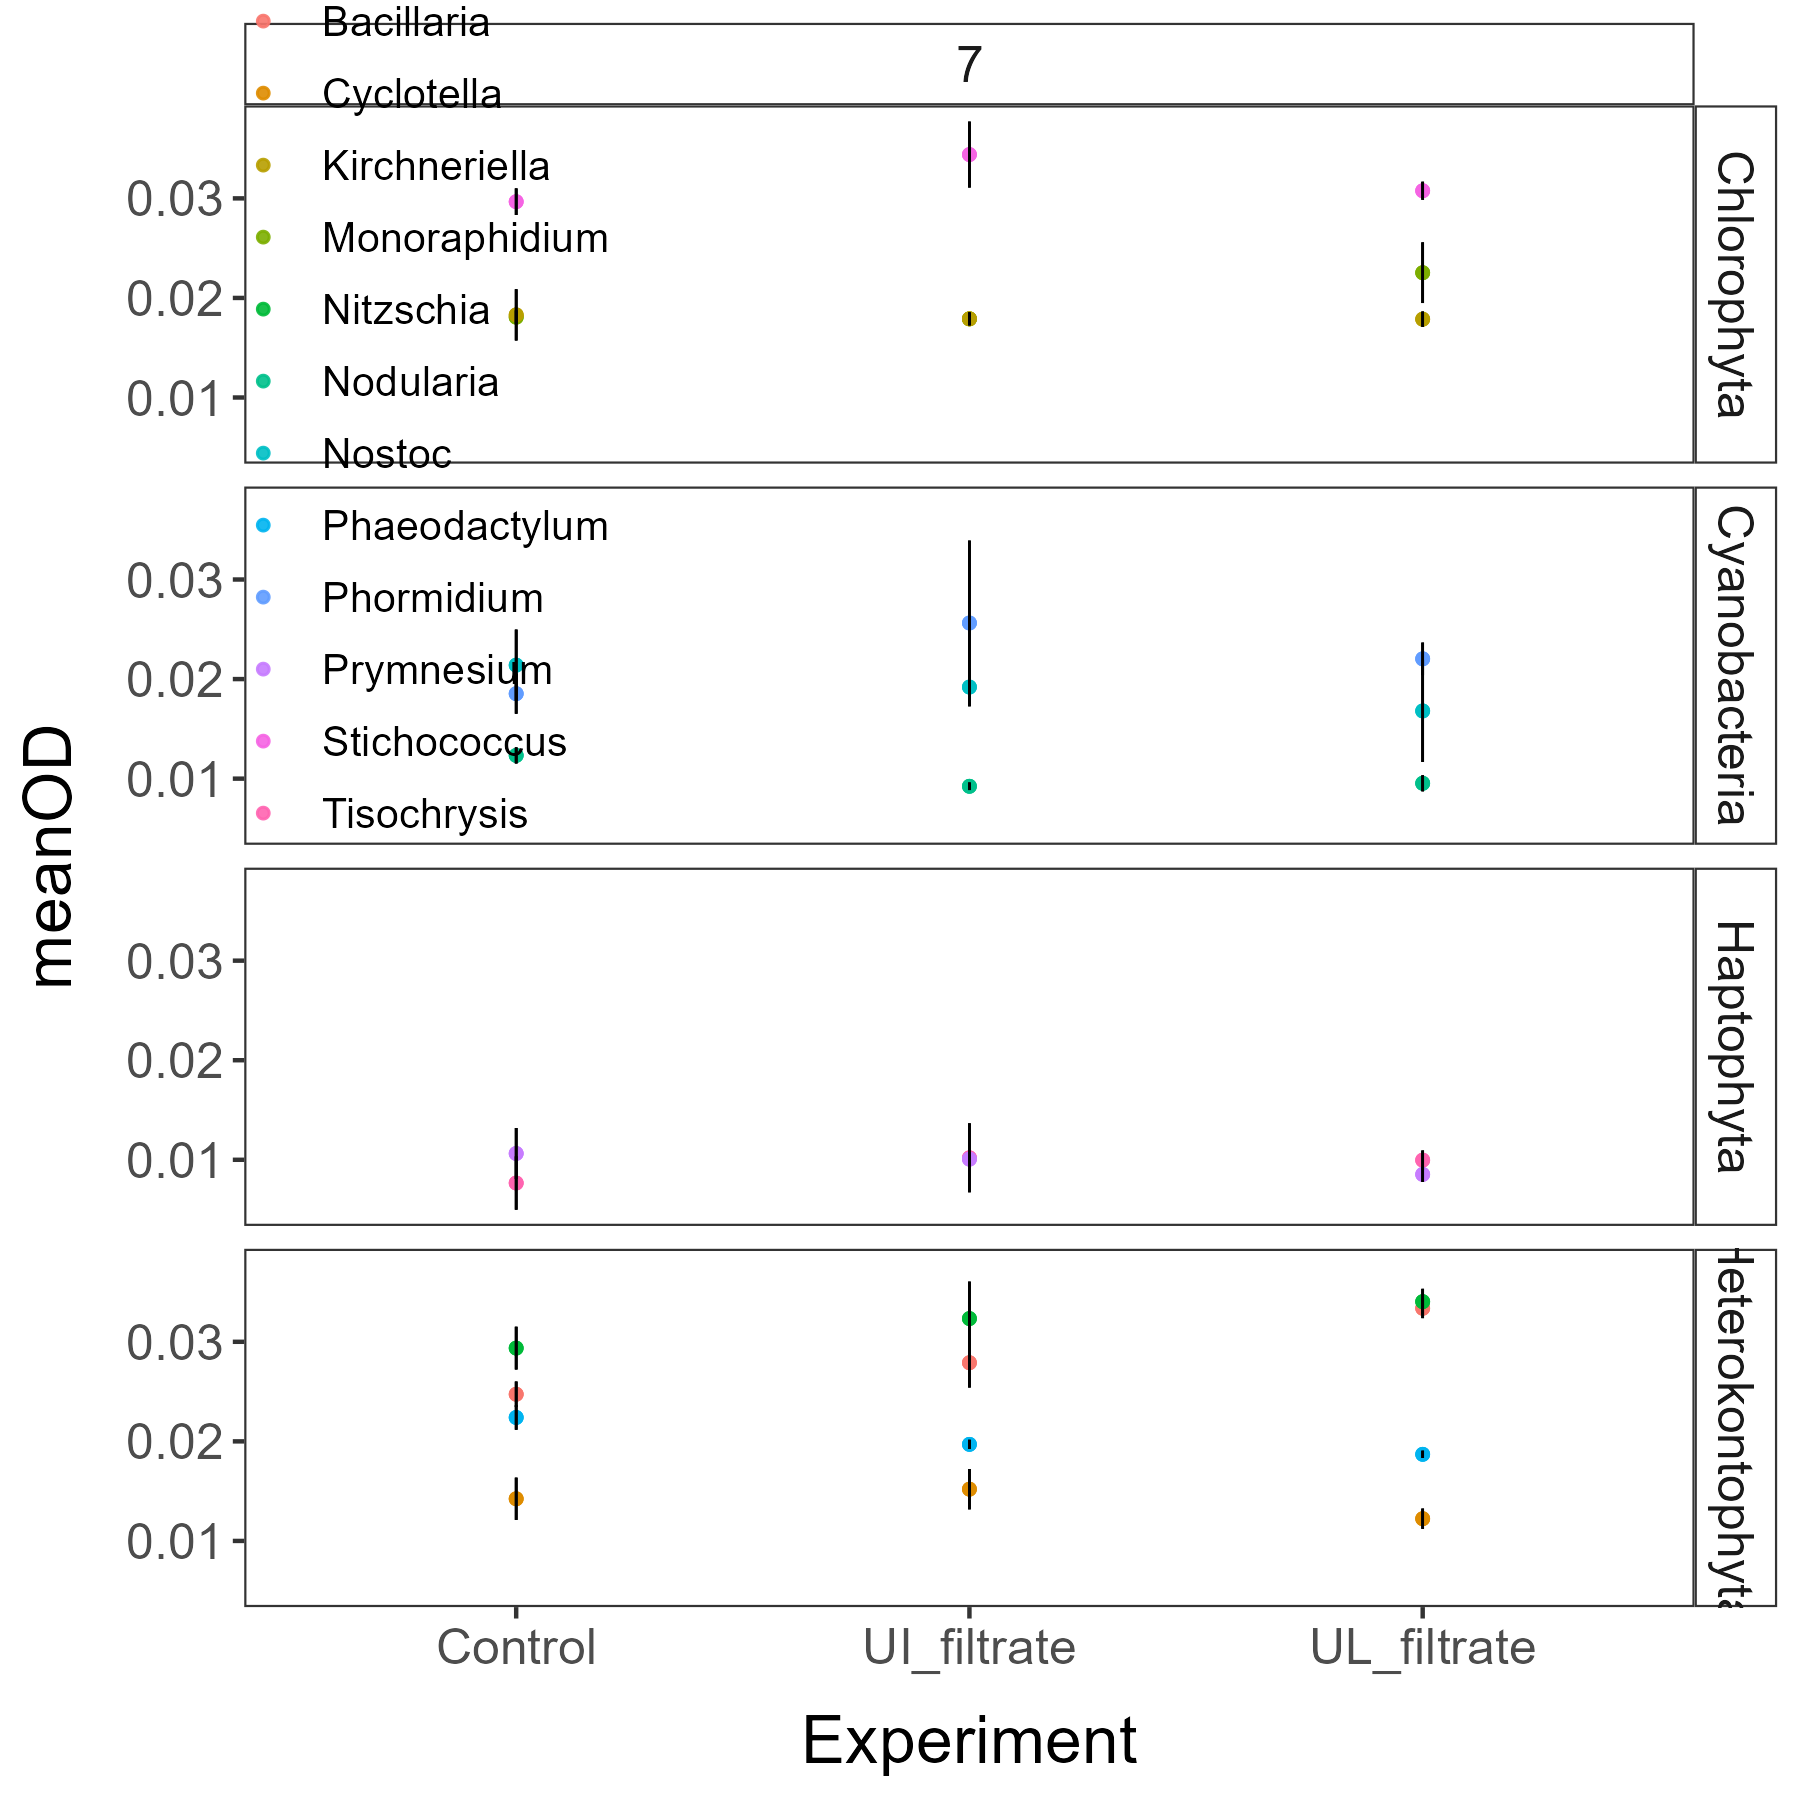 Bacillaria
7
Cyclotella
Kirchneriella
Monoraphidium
Nitzschia
Nodularia
Nostoc
Phaeodactylum
Phormidium
Prymnesium
Stichococcus
Tisochrysis
0.03
0.02
0.01
Chlorophyta
0.03
0.02
0.01
Cyanobacteria
0.03
0.02
0.01
Haptophyta
0.03
0.02
0.01
Heterokontophyta
meanOD
Control UI_filtrate UL_filtrate
Experiment